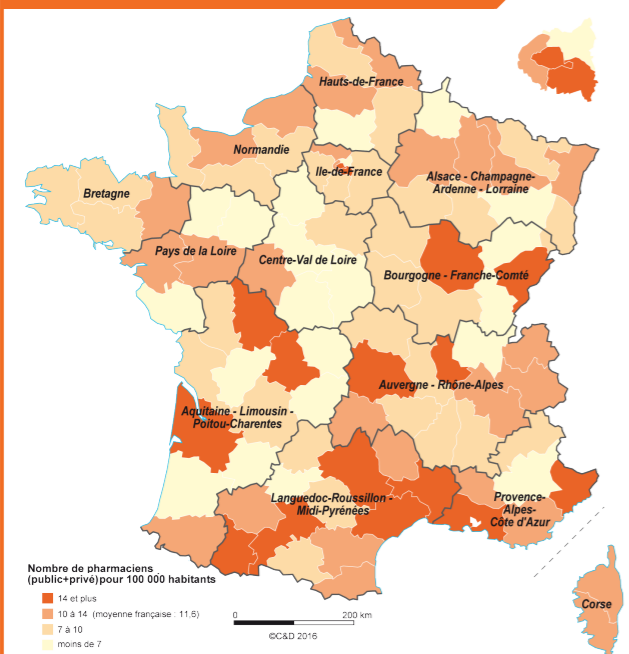 Hauts-de-France
Normandie
Ile-de-France
Alsace - Champagne-
Ardenne - Lorraine
Bretagne
Pays de la Loire
Centre-Val de Loire
Bourgogne - Franche-Comté
Auvergne - Rhône-Alpes
Aquitaine - Limousin -
Poitou-Charentes
Languedoc-Roussillon -
Midi-Pyrénées
Provence-
Alpes-
Côte d'Azur
Corse
Nombre de pharmaciens
(public+privé)pour 100 000 habitants
14 et plus
10 à 14 (moyenne française : 11,6)
7 à 10
moins de 7
0 200 km
©C&D 2016